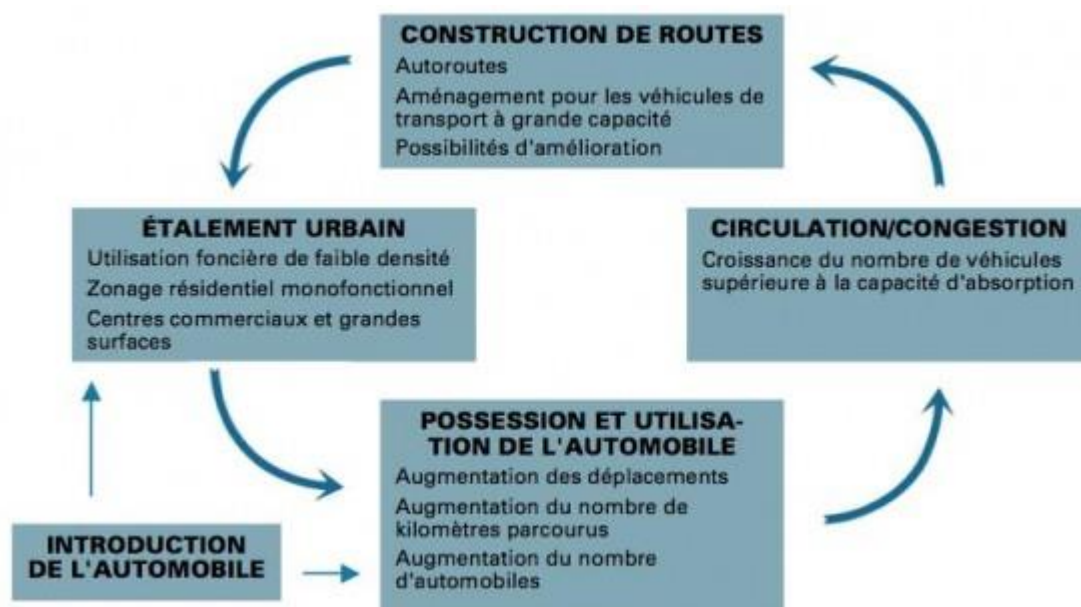 CONSTRUCTION DE ROUTES
Autoroutes
Aménagement pour les véhicules de
transport à grande capacité
Possibilités d'amélioration
ÉTALEMENT URBAIN
Utilisation foncière de faible densité
Zonage résidentiel monofonctionnel
Centres commerciaux et grandes
surfaces
CIRCULATION/CONGESTION
Croissance du nombre de véhicules
supérieure à la capacité d'absorption
POSSESSION ET UTILISA-
TION DE L'AUTOMOBILE
Augmentation des déplacements
Augmentation du nombre de
kilomètres parcourus
Augmentation du nombre
d'automobiles
INTRODUCTION
DE L'AUTOMOBILE